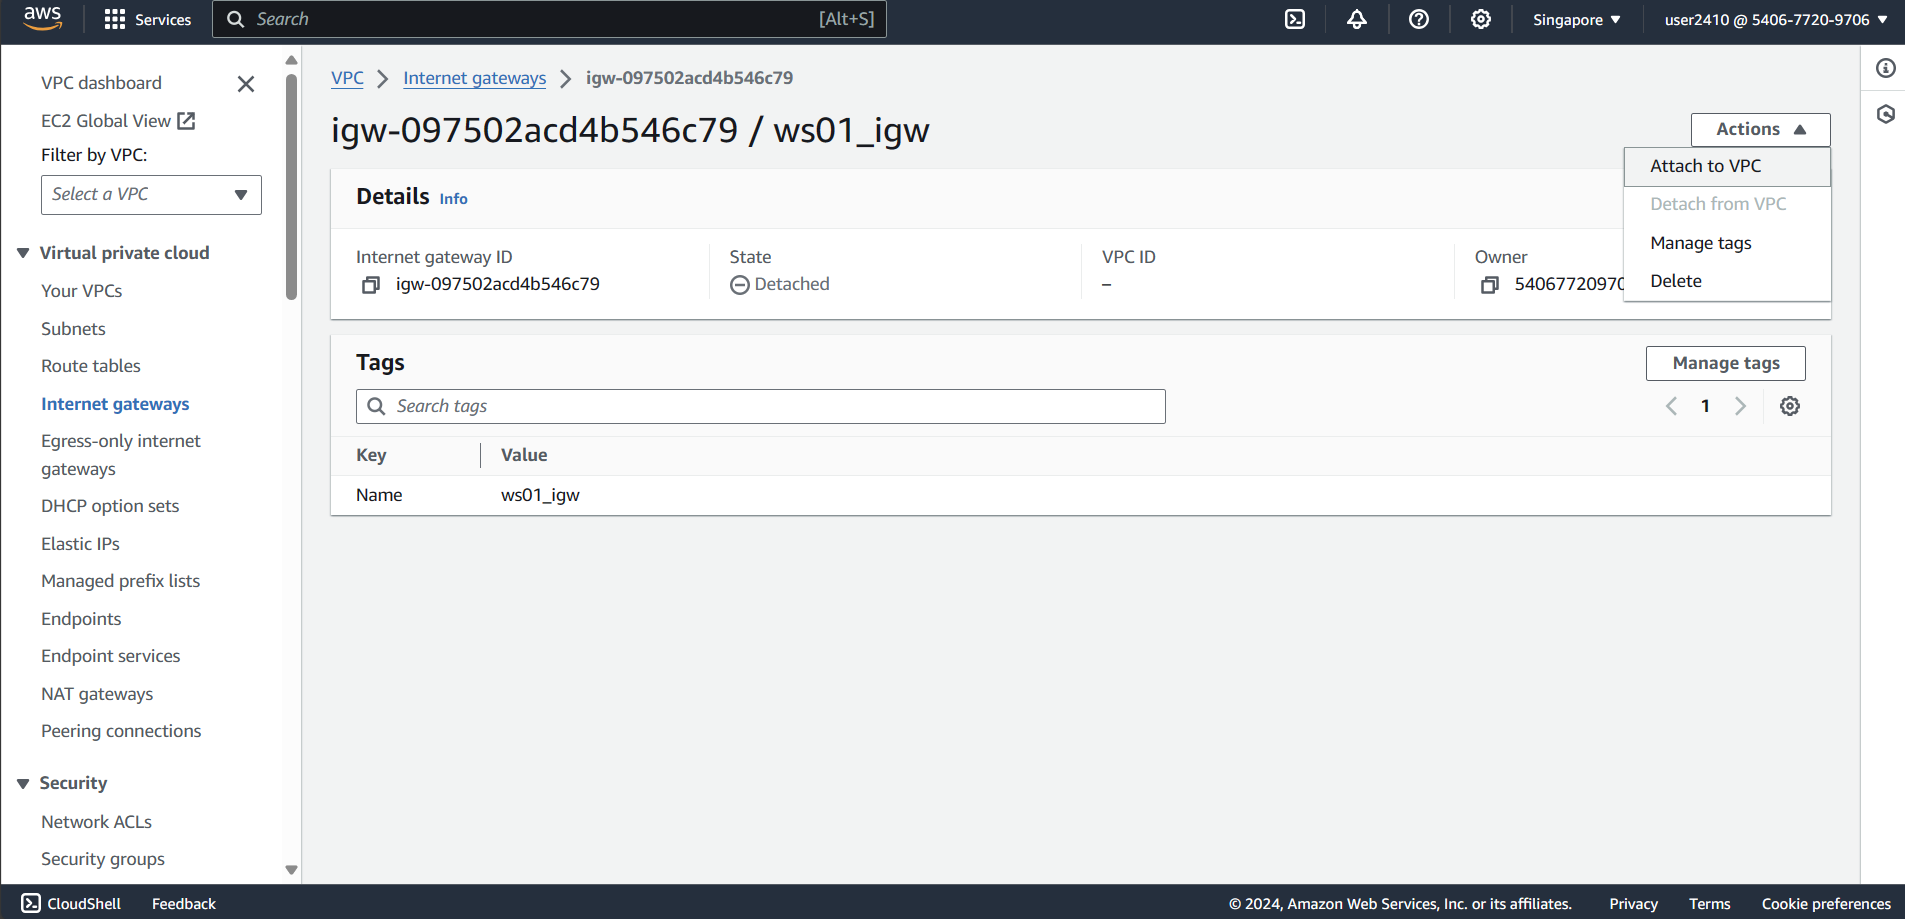 aws
Services
Search
[Alt+S]
Singapore
user2410 @ 5406-7720-9706
VPC dashboard
EC2 Global View
Filter by VPC:
Select a VPC
Virtual private cloud
Your VPCs
Subnets
Route tables
Internet gateways
Egress-only internet
gateways
DHCP option sets
Elastic IPs
Managed prefix lists
Endpoints
Endpoint services
NAT gateways
Peering connections
Security
Network ACLs
Security groups
VPC
Internet gateways
igw-097502acd4b546c79
igw-097502acd4b546c79 / ws01_igw
Actions
Attach to VPC
Detach from VPC
Manage tags
Delete
Details Info
Internet gateway ID
igw-097502acd4b546c79
State
Detached
VPC ID
–
Owner
54067720970
Tags
Manage tags
Search tags
1
Key
Value
Name
ws01_igw
CloudShell
Feedback
© 2024, Amazon Web Services, Inc. or its affiliates.
Privacy
Terms
Cookie preferences